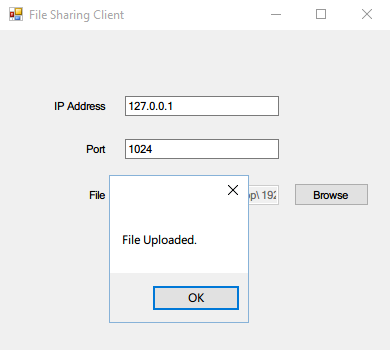 File Sharing Client
IP Address 127.0.0.1
Port 1024
File Browse
File Uploaded.
OK